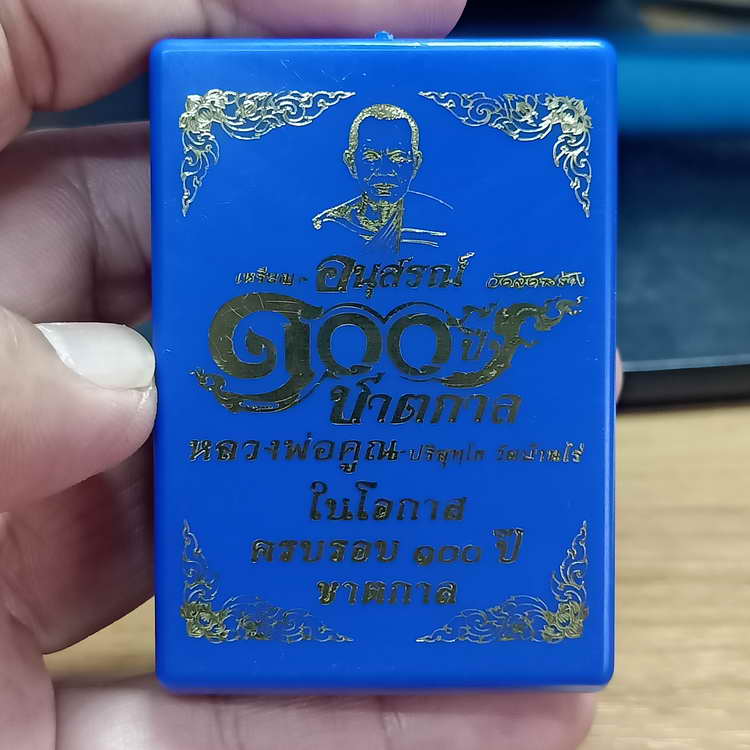 เหรียญ - อนุสรณ์
๑๐๐ ปี
ชาตกาล
หลวงพ่อคูณ - ปริสุทฺโธ วัดบ้านไร่
ในโอกาส
ครบรอบ ๑๐๐ ปี
ชาตกาล